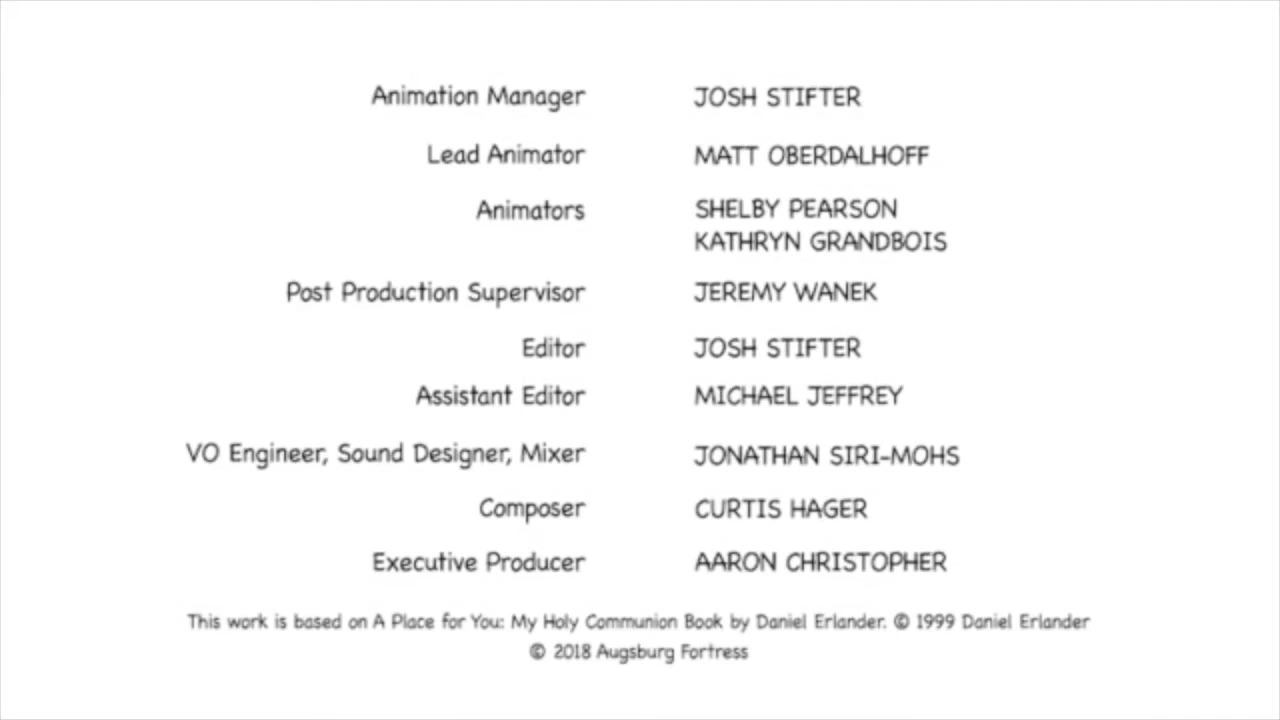 Animation Manager JOSH STIFTER
Lead Animator MATT OBERDALHOFF
Animators SHELBY PEARSON
KATHRYN GRANDBOIS
Post Production Supervisor JEREMY WANEK
Editor JOSH STIFTER
Assistant Editor MICHAEL JEFFREY
VO Engineer, Sound Designer, Mixer JONATHAN SIRI-MOHS
Composer CURTIS HAGER
Executive Producer AARON CHRISTOPHER
This work is based on A Place for You: My Holy Communion Book by Daniel Erlander. © 1999 Daniel Erlander
© 2018 Augsburg Fortress